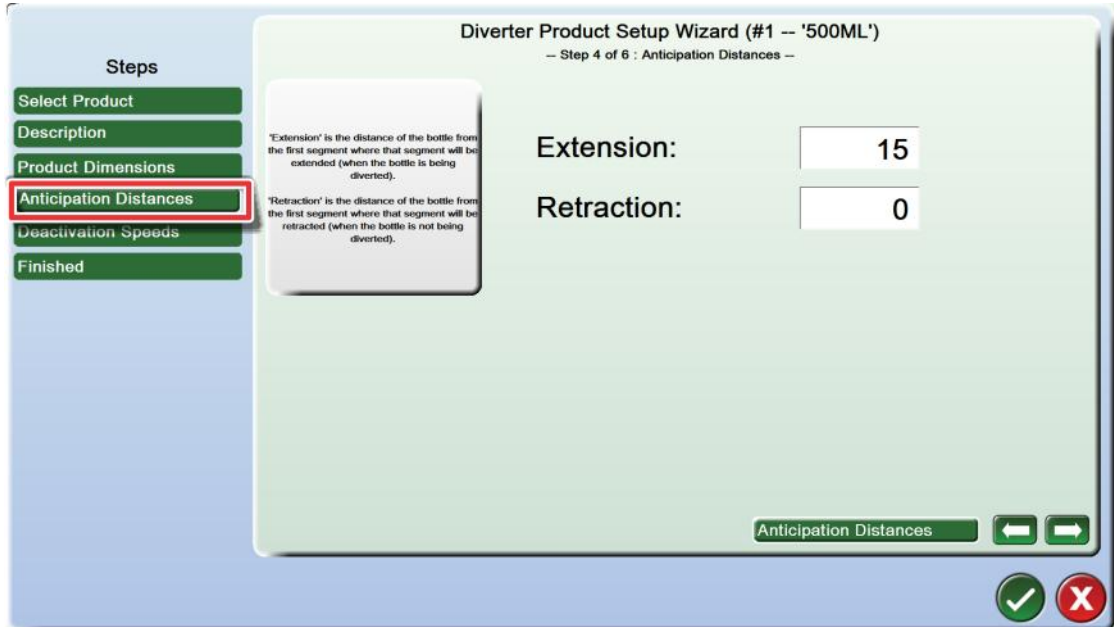 Diverter Product Setup Wizard (#1 -- '500ML')
-- Step 4 of 6 : Anticipation Distances --
Steps
Select Product
Description
Product Dimensions
Anticipation Distances
Deactivation Speeds
Finished
'Extension' is the distance of the bottle from
the first segment where that segment will be
extended (when the bottle is being
diverted).
'Retraction' is the distance of the bottle from
the first segment where that segment will be
retracted (when the bottle is not being
diverted).
Extension: 15
Retraction: 0
Anticipation Distances
X